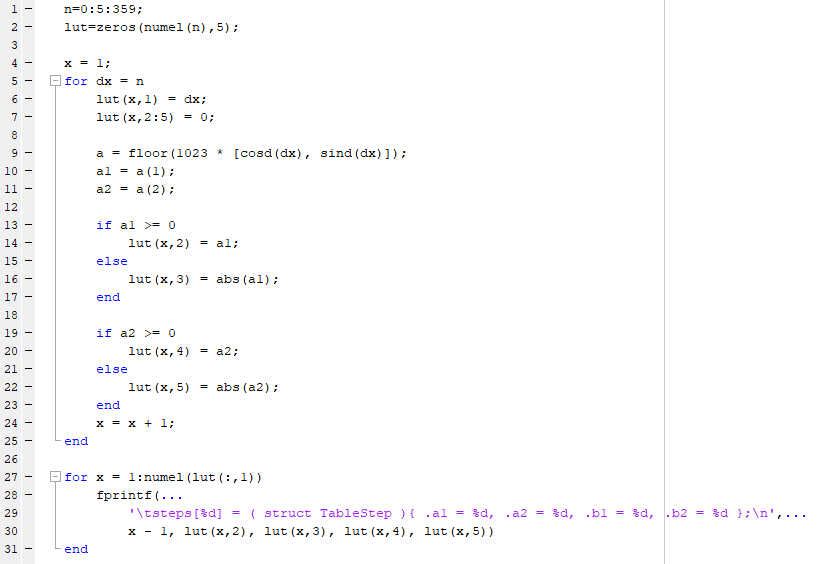 1 – n=0:5:359;
2 – lut=zeros(numel(n),5);
3
4 – x = 1;
5 – for dx = n
6 – lut(x,1) = dx;
7 – lut(x,2:5) = 0;
8
9 – a = floor(1023 * [cosd(dx), sind(dx)]);
10 – a1 = a(1);
11 – a2 = a(2);
12
13 – if a1 >= 0
14 – lut(x,2) = a1;
15 – else
16 – lut(x,3) = abs(a1);
17 – end
18
19 – if a2 >= 0
20 – lut(x,4) = a2;
21 – else
22 – lut(x,5) = abs(a2);
23 – end
24 – x = x + 1;
25 – end
26
27 – for x = 1:numel(lut(:,1))
28 – fprintf(...
29 '\tsteps[%d] = ( struct TableStep ){ .a1 = %d, .a2 = %d, .b1 = %d, .b2 = %d };\n',...
30 x - 1, lut(x,2), lut(x,3), lut(x,4), lut(x,5))
31 – end